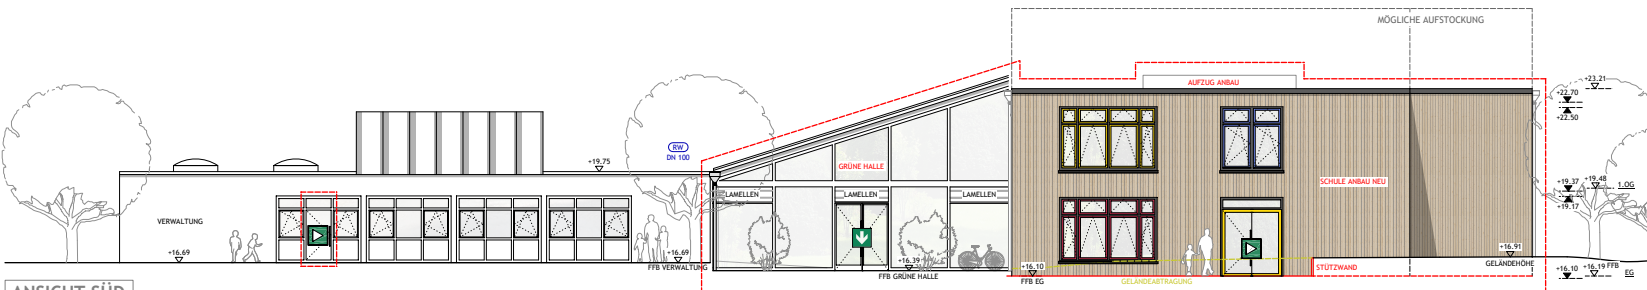 MÖGLICHE AUFSTOCKUNG
AUFZUG ANBAU
+23.21
+22.70
+22.50
RW
DN 100
+19.75
GRÜNE HALLE
SCHULE ANBAU NEU
+19.37
+19.48
1.OG
+19.17
LAMELLEN
LAMELLEN
LAMELLEN
VERWALTUNG
+16.69
+16.69
FFB VERWALTUNG
+16.39
FFB GRÜNE HALLE
+16.10
FFB EG
GELÄNDEABTRAGUNG
STÜTZWAND
+16.91
GELÄNDEHÖHE
+16.10
+16.19
FFB
EG
ANSICHT SÜD